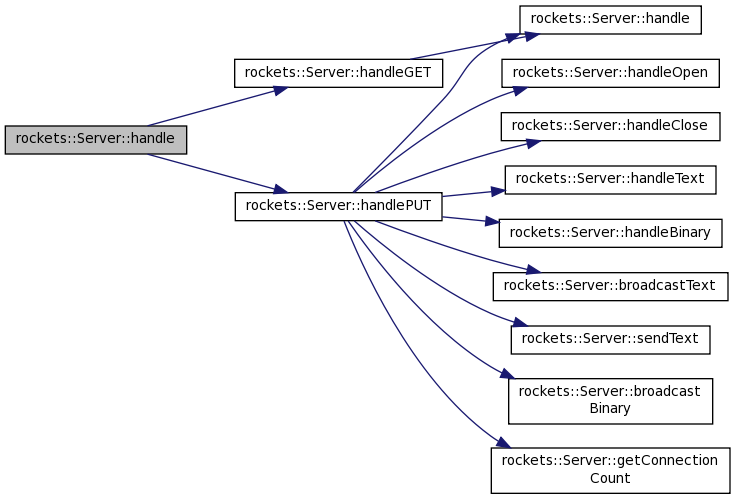 rockets::Server::handle
rockets::Server::handleGET
rockets::Server::handlePUT
rockets::Server::handle
rockets::Server::handleOpen
rockets::Server::handleClose
rockets::Server::handleText
rockets::Server::handleBinary
rockets::Server::broadcastText
rockets::Server::sendText
rockets::Server::broadcast
Binary
rockets::Server::getConnection
Count